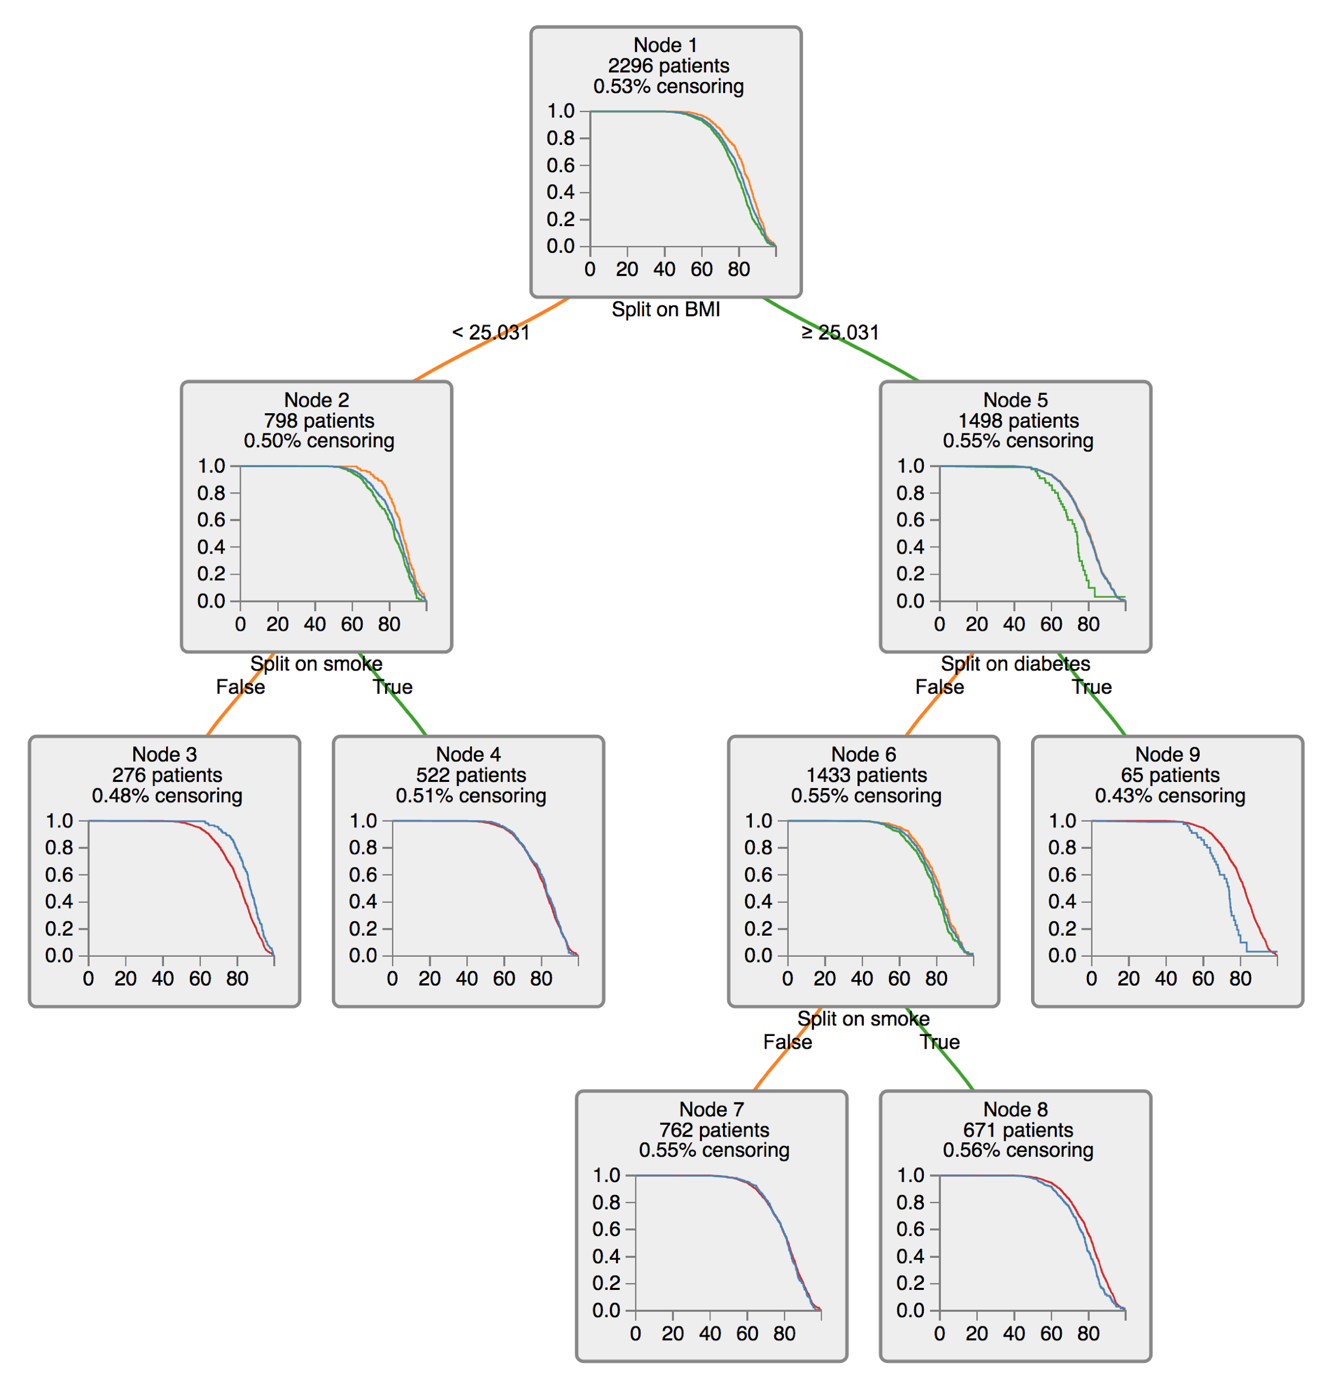 Node 1
2296 patients
0.53% censoring
1.0
0.8
0.6
0.4
0.2
0.0
0 20 40 60 80
Split on BMI
< 25.031
≥ 25.031
Node 2
798 patients
0.50% censoring
1.0
0.8
0.6
0.4
0.2
0.0
0 20 40 60 80
Split on smoke
False True
Node 5
1498 patients
0.55% censoring
1.0
0.8
0.6
0.4
0.2
0.0
0 20 40 60 80
Split on diabetes
False True
Node 3
276 patients
0.48% censoring
1.0
0.8
0.6
0.4
0.2
0.0
0 20 40 60 80
Node 4
522 patients
0.51% censoring
1.0
0.8
0.6
0.4
0.2
0.0
0 20 40 60 80
Node 6
1433 patients
0.55% censoring
1.0
0.8
0.6
0.4
0.2
0.0
0 20 40 60 80
Split on smoke
False True
Node 9
65 patients
0.43% censoring
1.0
0.8
0.6
0.4
0.2
0.0
0 20 40 60 80
Node 7
762 patients
0.55% censoring
1.0
0.8
0.6
0.4
0.2
0.0
0 20 40 60 80
Node 8
671 patients
0.56% censoring
1.0
0.8
0.6
0.4
0.2
0.0
0 20 40 60 80